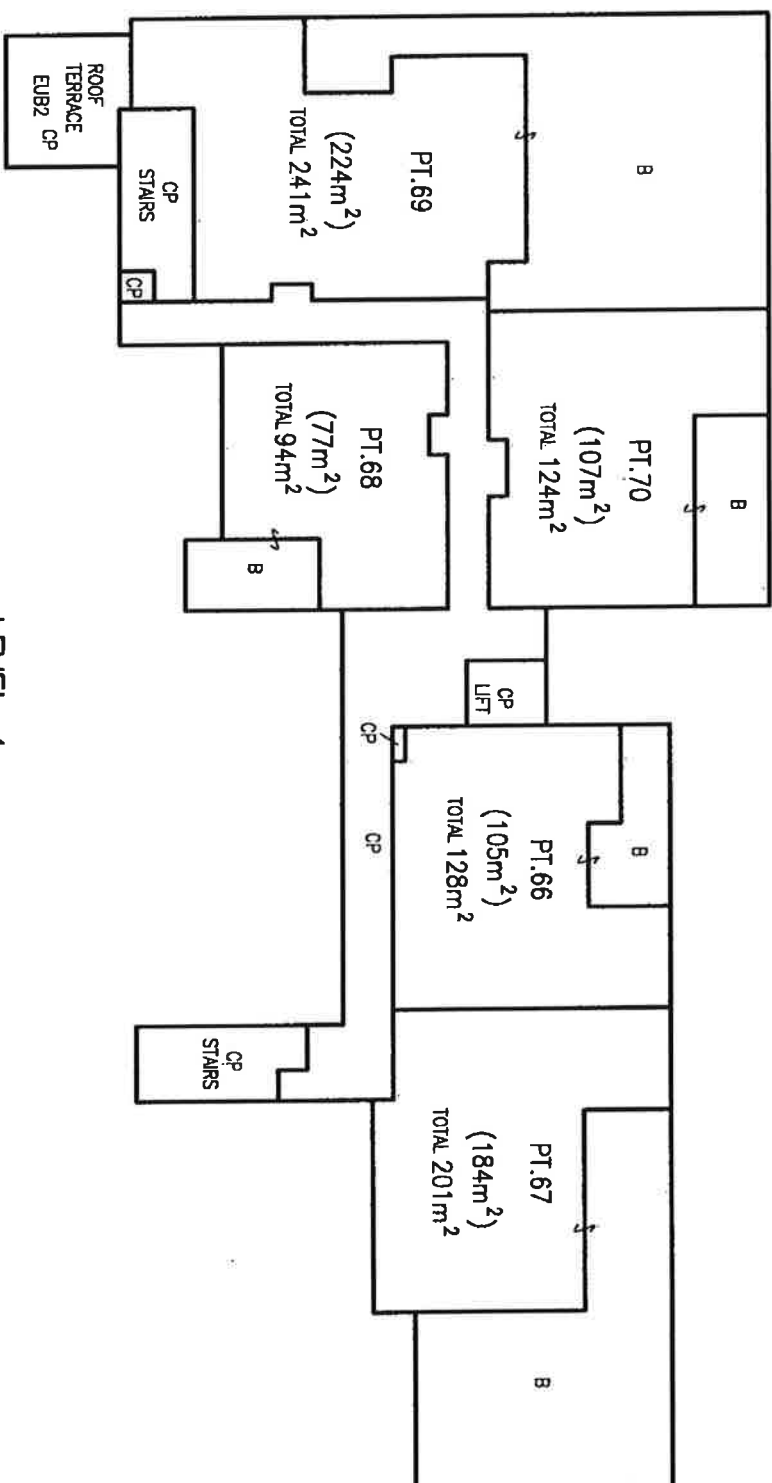 B
PT.69
(224m²)
TOTAL 241m²
ROOF
TERRACE
EUB2 CP
CP
STAIRS
CP
B
PT.70
(107m²)
TOTAL 124m²
PT.68
(77m²)
TOTAL 94m²
B
CP
LIFT
CP
CP
B
PT.66
(105m²)
TOTAL 128m²
CP
STAIRS
PT.67
(184m²)
TOTAL 201m²
B
LEVEL